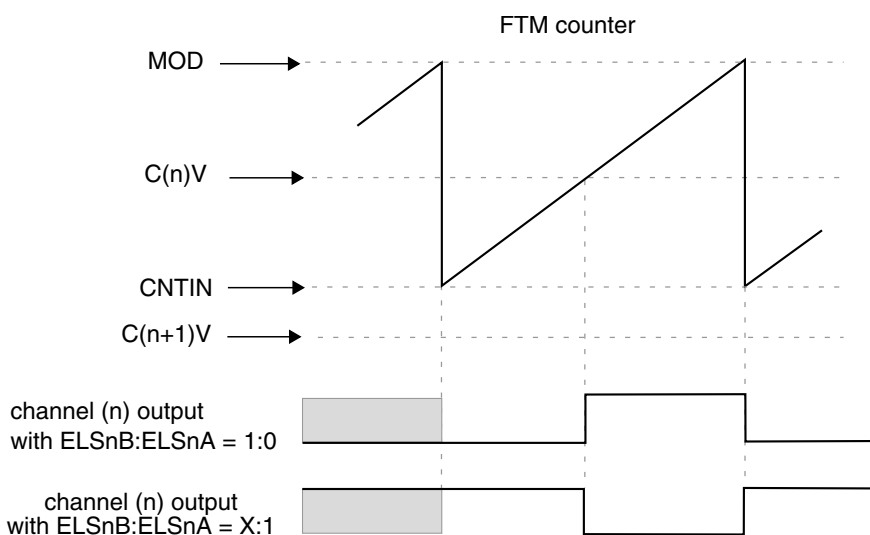 FTM counter
MOD
C(n)V
CNTIN
C(n+1)V
channel (n) output
with ELSnB:ELSnA = 1:0
channel (n) output
with ELSnB:ELSnA = X:1